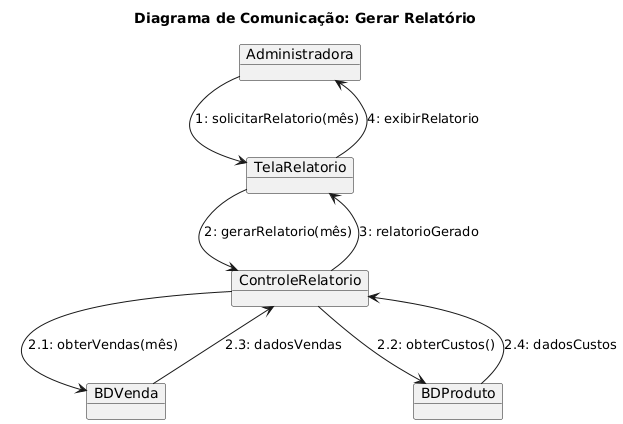 Diagrama de Comunicação: Gerar Relatório
Administradora
1: solicitarRelatorio(mês)
4: exibirRelatorio
TelaRelatorio
2: gerarRelatorio(mês)
3: relatorioGerado
ControleRelatorio
2.1: obterVendas(mês)
2.3: dadosVendas
2.2: obterCustos()
2.4: dadosCustos
BDVenda
BDProduto